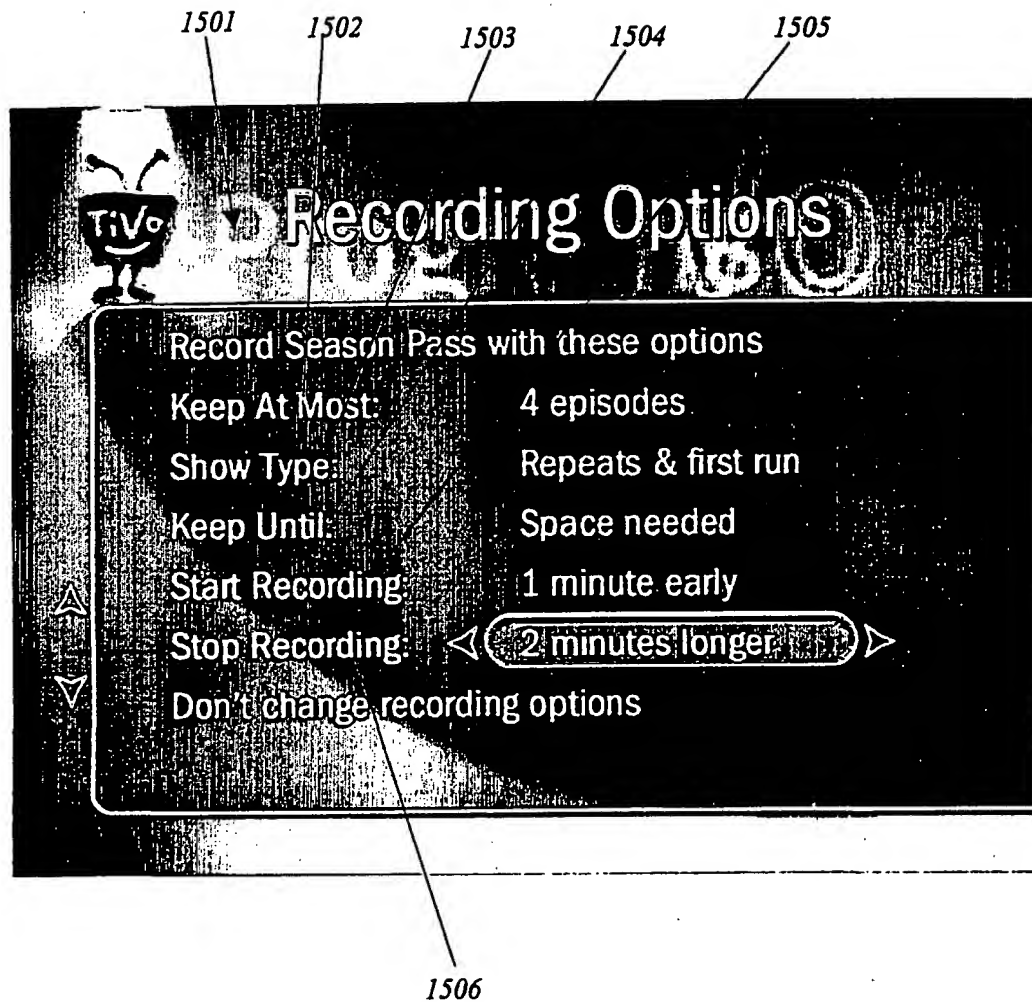 1501 1502 1503 1504 1505
TiVo Recording Options
Record Season Pass with these options
Keep At Most: 4 episodes
Show Type: Repeats & first run
Keep Until: Space needed
Start Recording: 1 minute early
Stop Recording: 2 minutes longer
Don't change recording options
1506